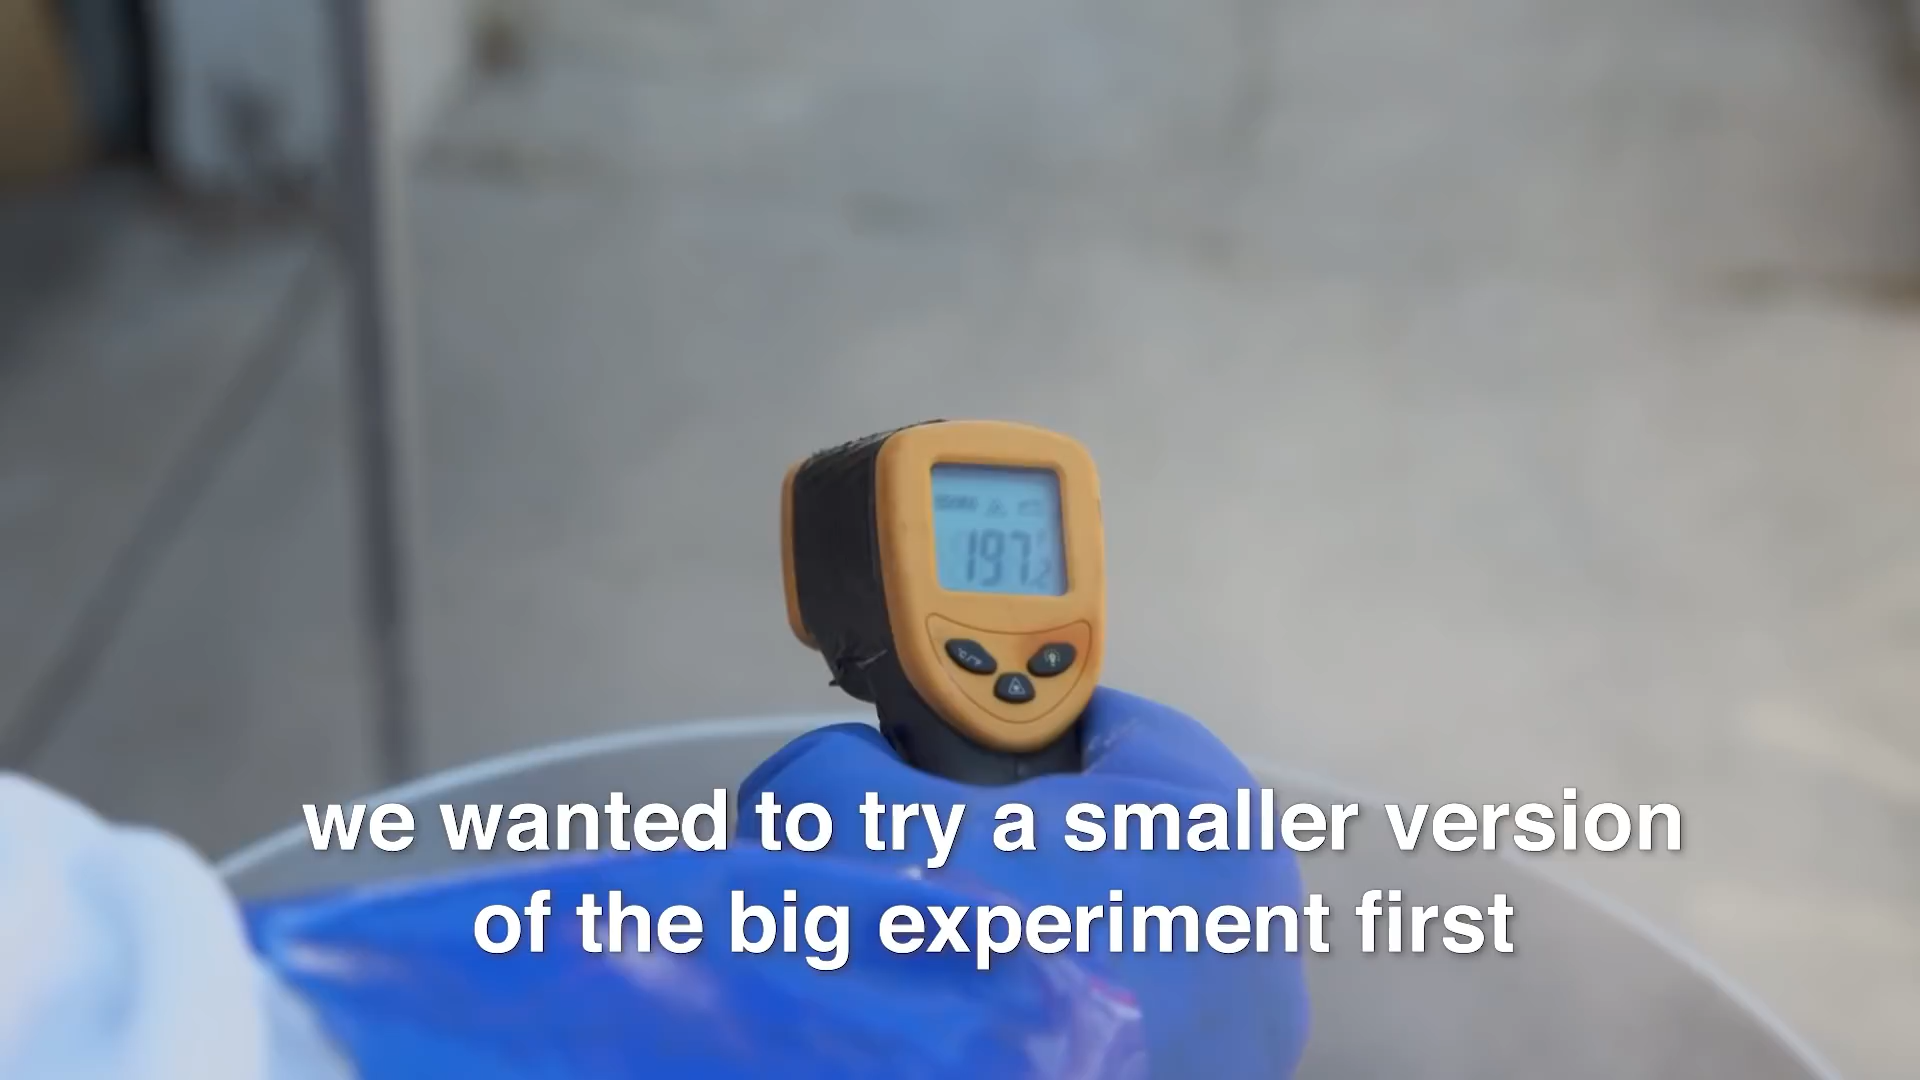 197.2
°C/°F
we wanted to try a smaller version
of the big experiment first